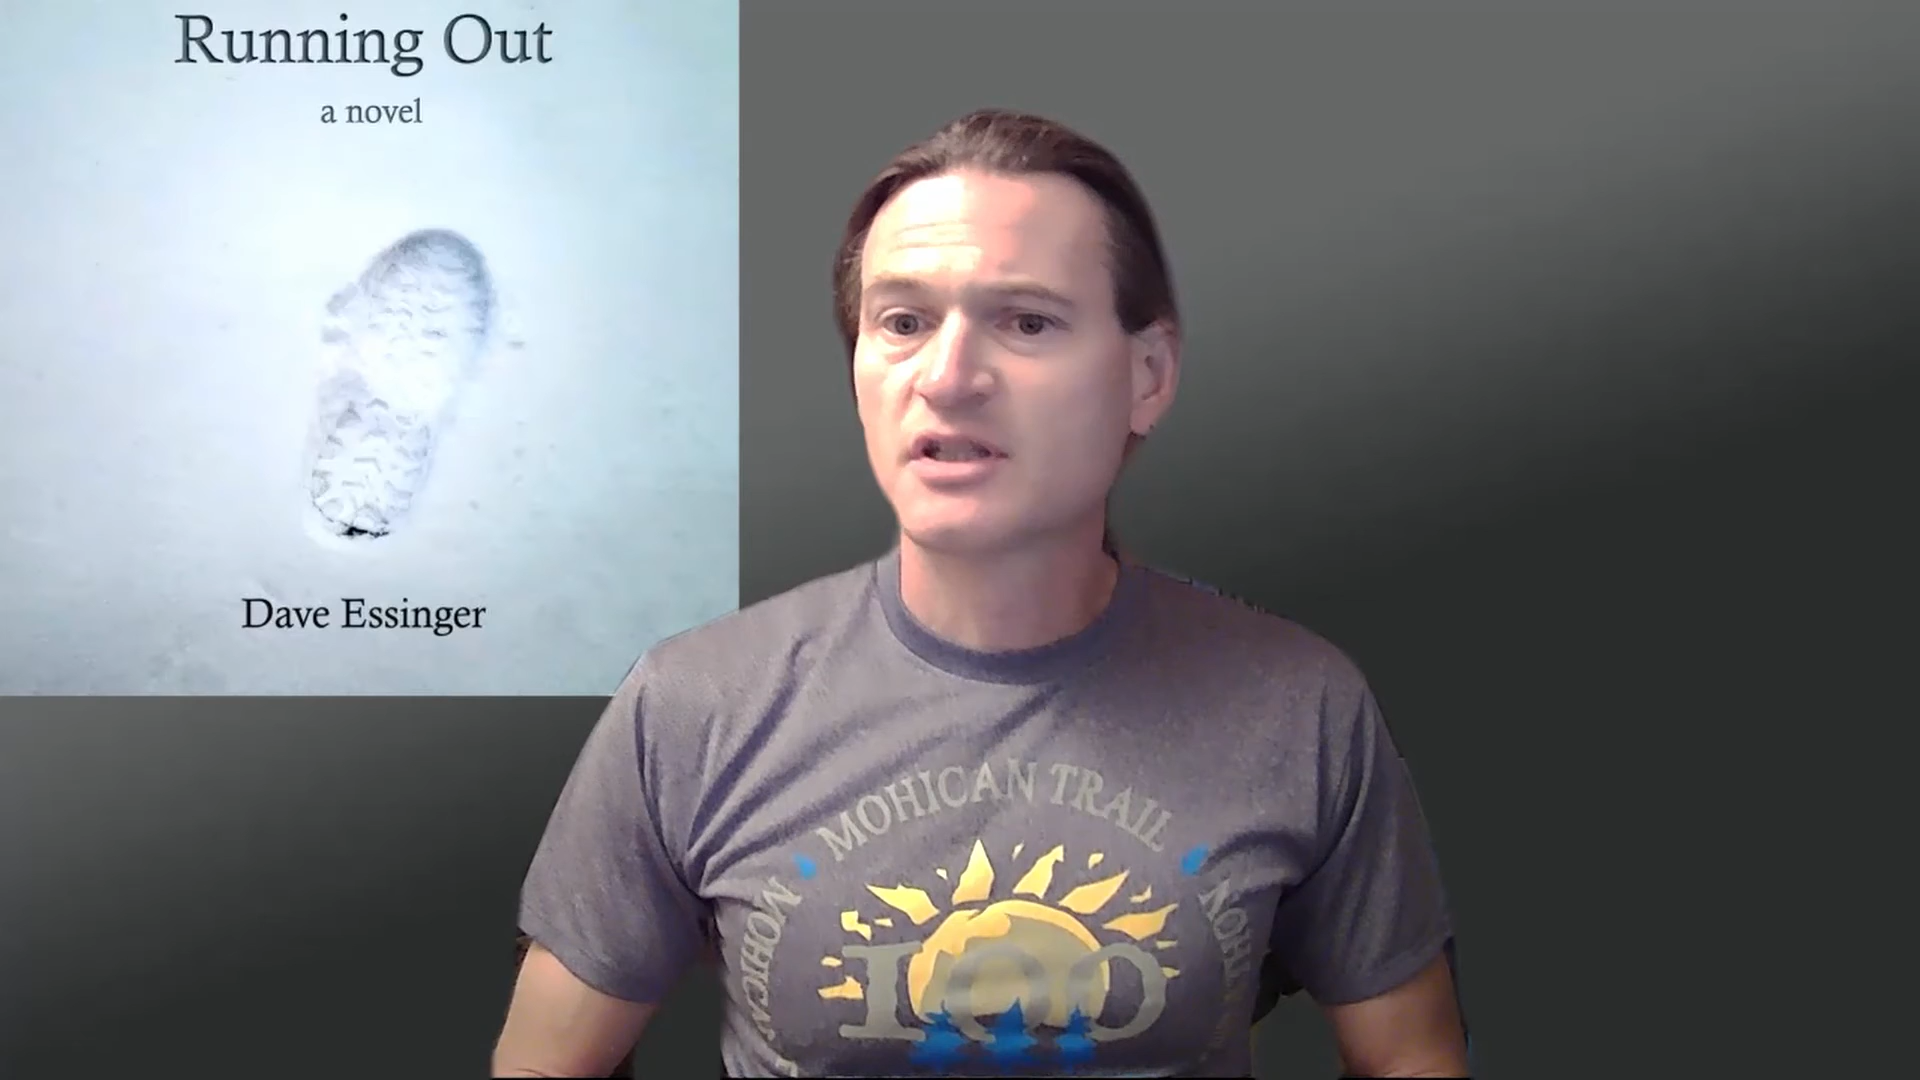 Running Out
a novel
Dave Essinger
MOHICAN TRAIL
100